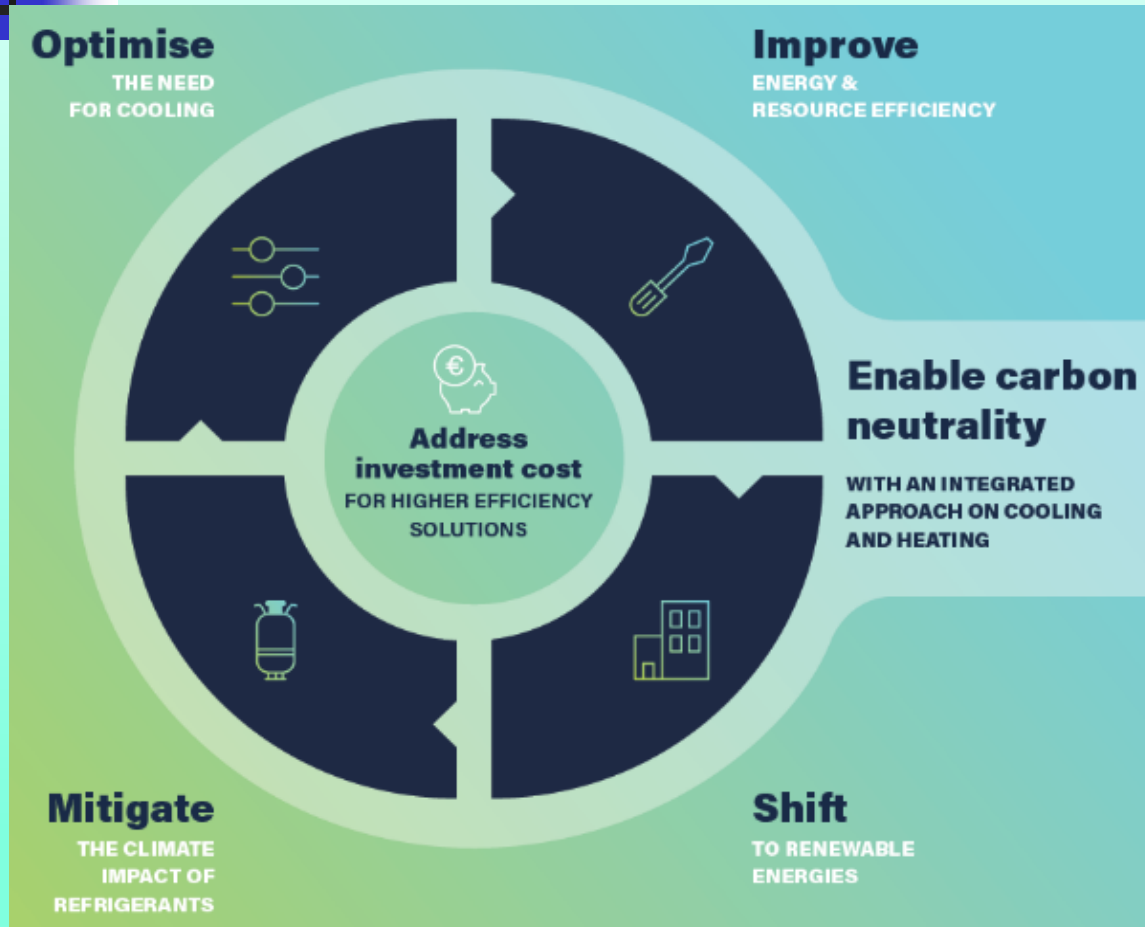 Optimise
THE NEED
FOR COOLING
Improve
ENERGY &
RESOURCE EFFICIENCY
€
Address
investment cost
FOR HIGHER EFFICIENCY
SOLUTIONS
Enable carbon
neutrality
WITH AN INTEGRATED
APPROACH ON COOLING
AND HEATING
Mitigate
THE CLIMATE
IMPACT OF
REFRIGERANTS
Shift
TO RENEWABLE
ENERGIES